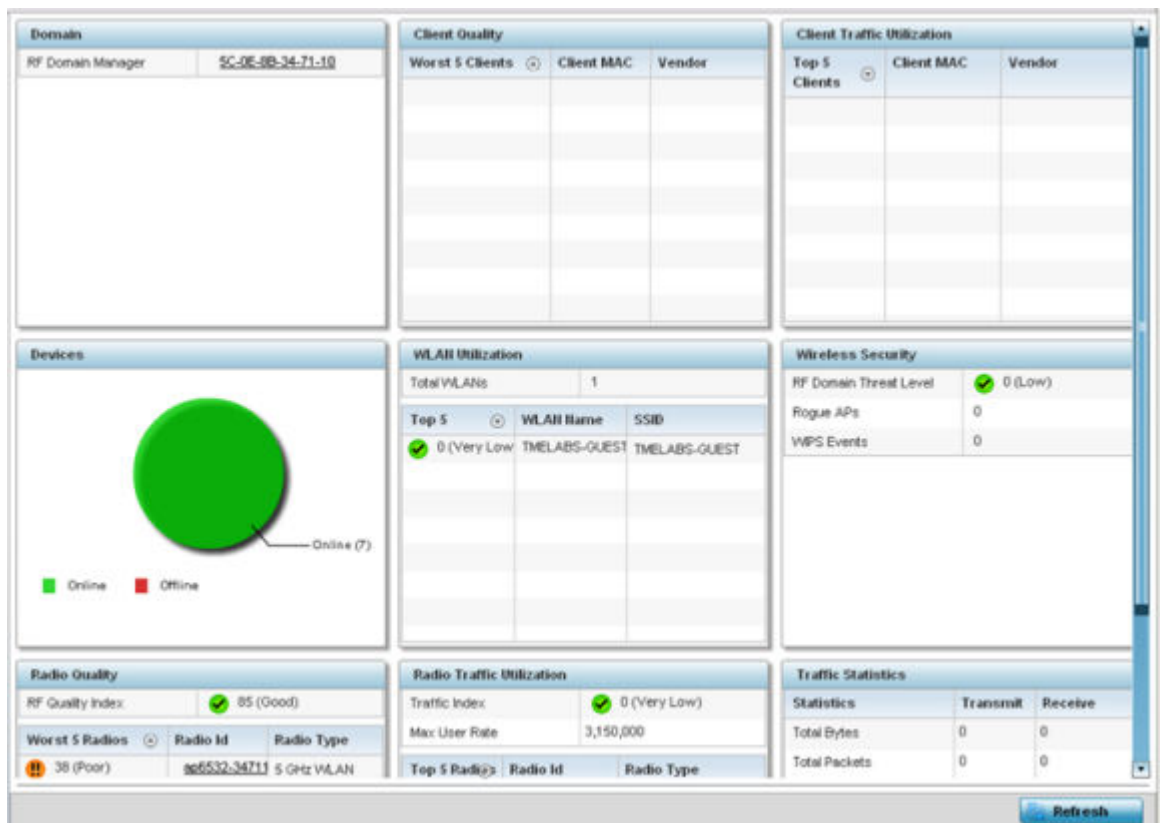 Domain
RF Domain Manager 5C-0E-8B-34-71-10
Client Quality
Worst 5 Clients Client MAC Vendor
Client Traffic Utilization
Top 5 Clients Client MAC Vendor
Devices
Online (7)
Online Offline
WLAN Utilization
Total WLANs 1
Top 5 WLAN Name SSID
0 (Very Low TMELABS-GUEST TMELABS-GUEST
Wireless Security
RF Domain Threat Level 0 (Low)
Rogue APs 0
WIPS Events 0
Radio Quality
RF Quality Index 85 (Good)
Worst 5 Radios Radio Id Radio Type
38 (Poor) ap6532-34711 5 GHz WLAN
Radio Traffic Utilization
Traffic Index 0 (Very Low)
Max User Rate 3,150,000
Top 5 Radios Radio Id Radio Type
Traffic Statistics
Statistics Transmit Receive
Total Bytes 0 0
Total Packets 0 0
Refresh